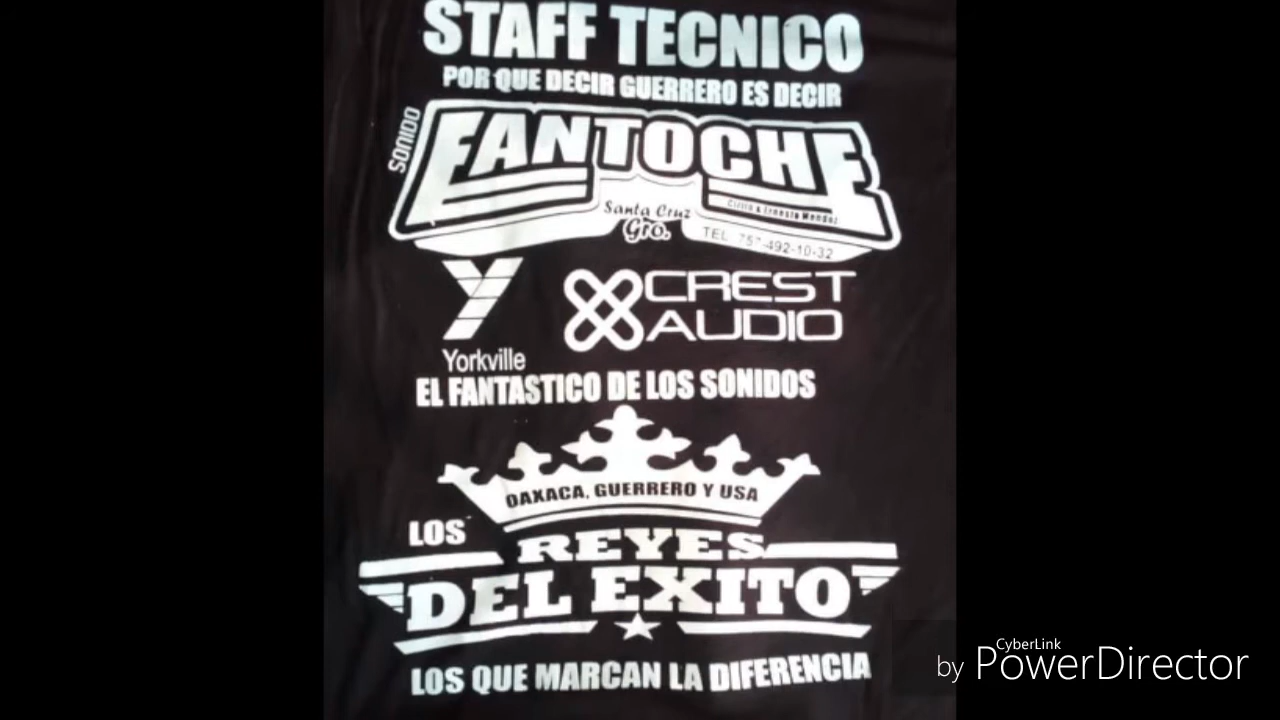 STAFF TECNICO
POR QUE DECIR GUERRERO ES DECIR
SONIDO
FANTOCHE
Santa Cruz
Gro.
& Ernesto Mendez
TEL. 757-492-10-32
Yorkville
CREST
AUDIO
EL FANTASTICO DE LOS SONIDOS
OAXACA, GUERRERO Y USA
LOS
REYES
DEL EXITO
LOS QUE MARCAN LA DIFERENCIA
CyberLink
by PowerDirector